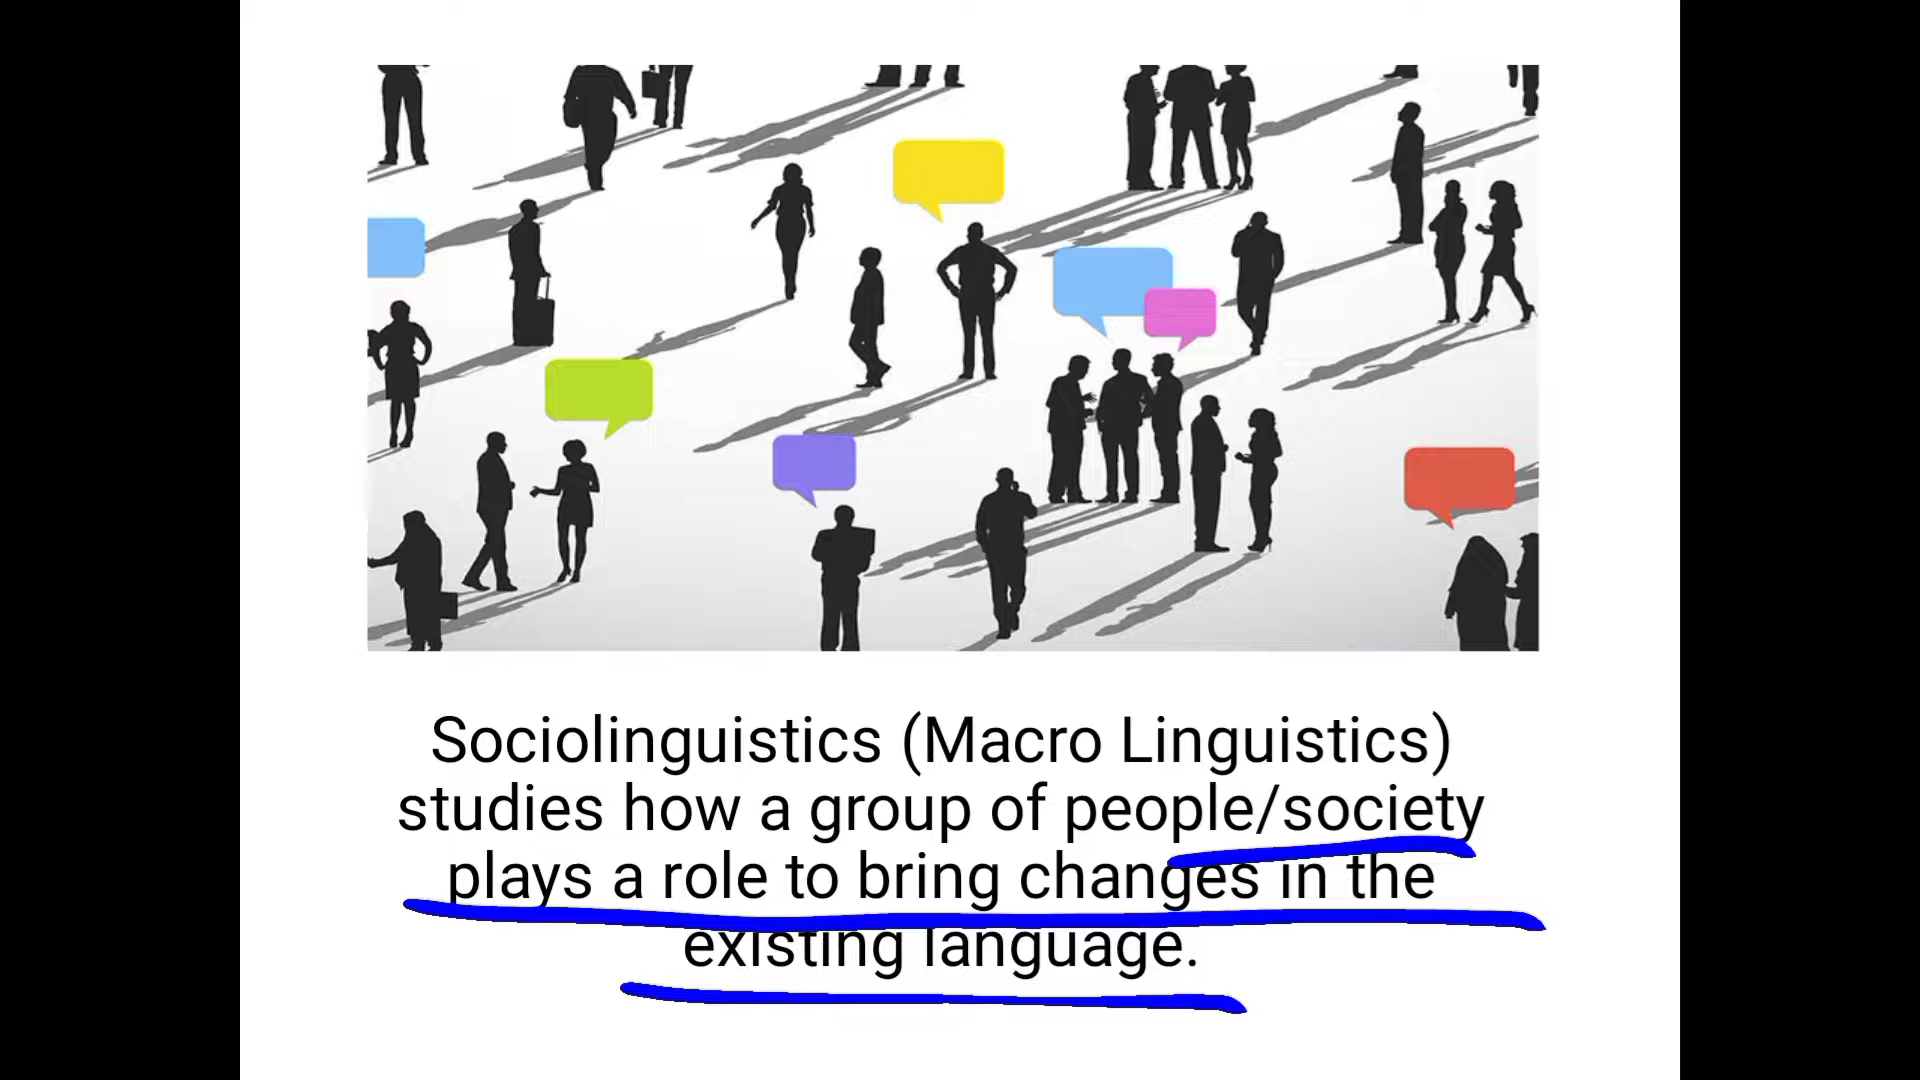 Sociolinguistics (Macro Linguistics)
studies how a group of people/society
plays a role to bring changes in the
existing language.